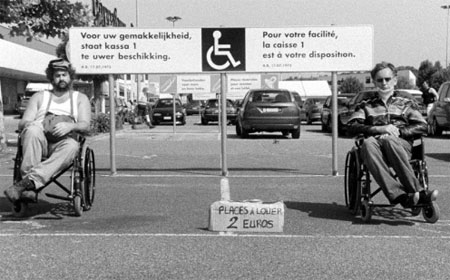 Voor uw gemakkelijkheid,
staat kassa 1
te uwer beschikking.
Pour votre facilité,
la caisse 1
est à votre disposition.
PLACES À LOUER
2 EUROS